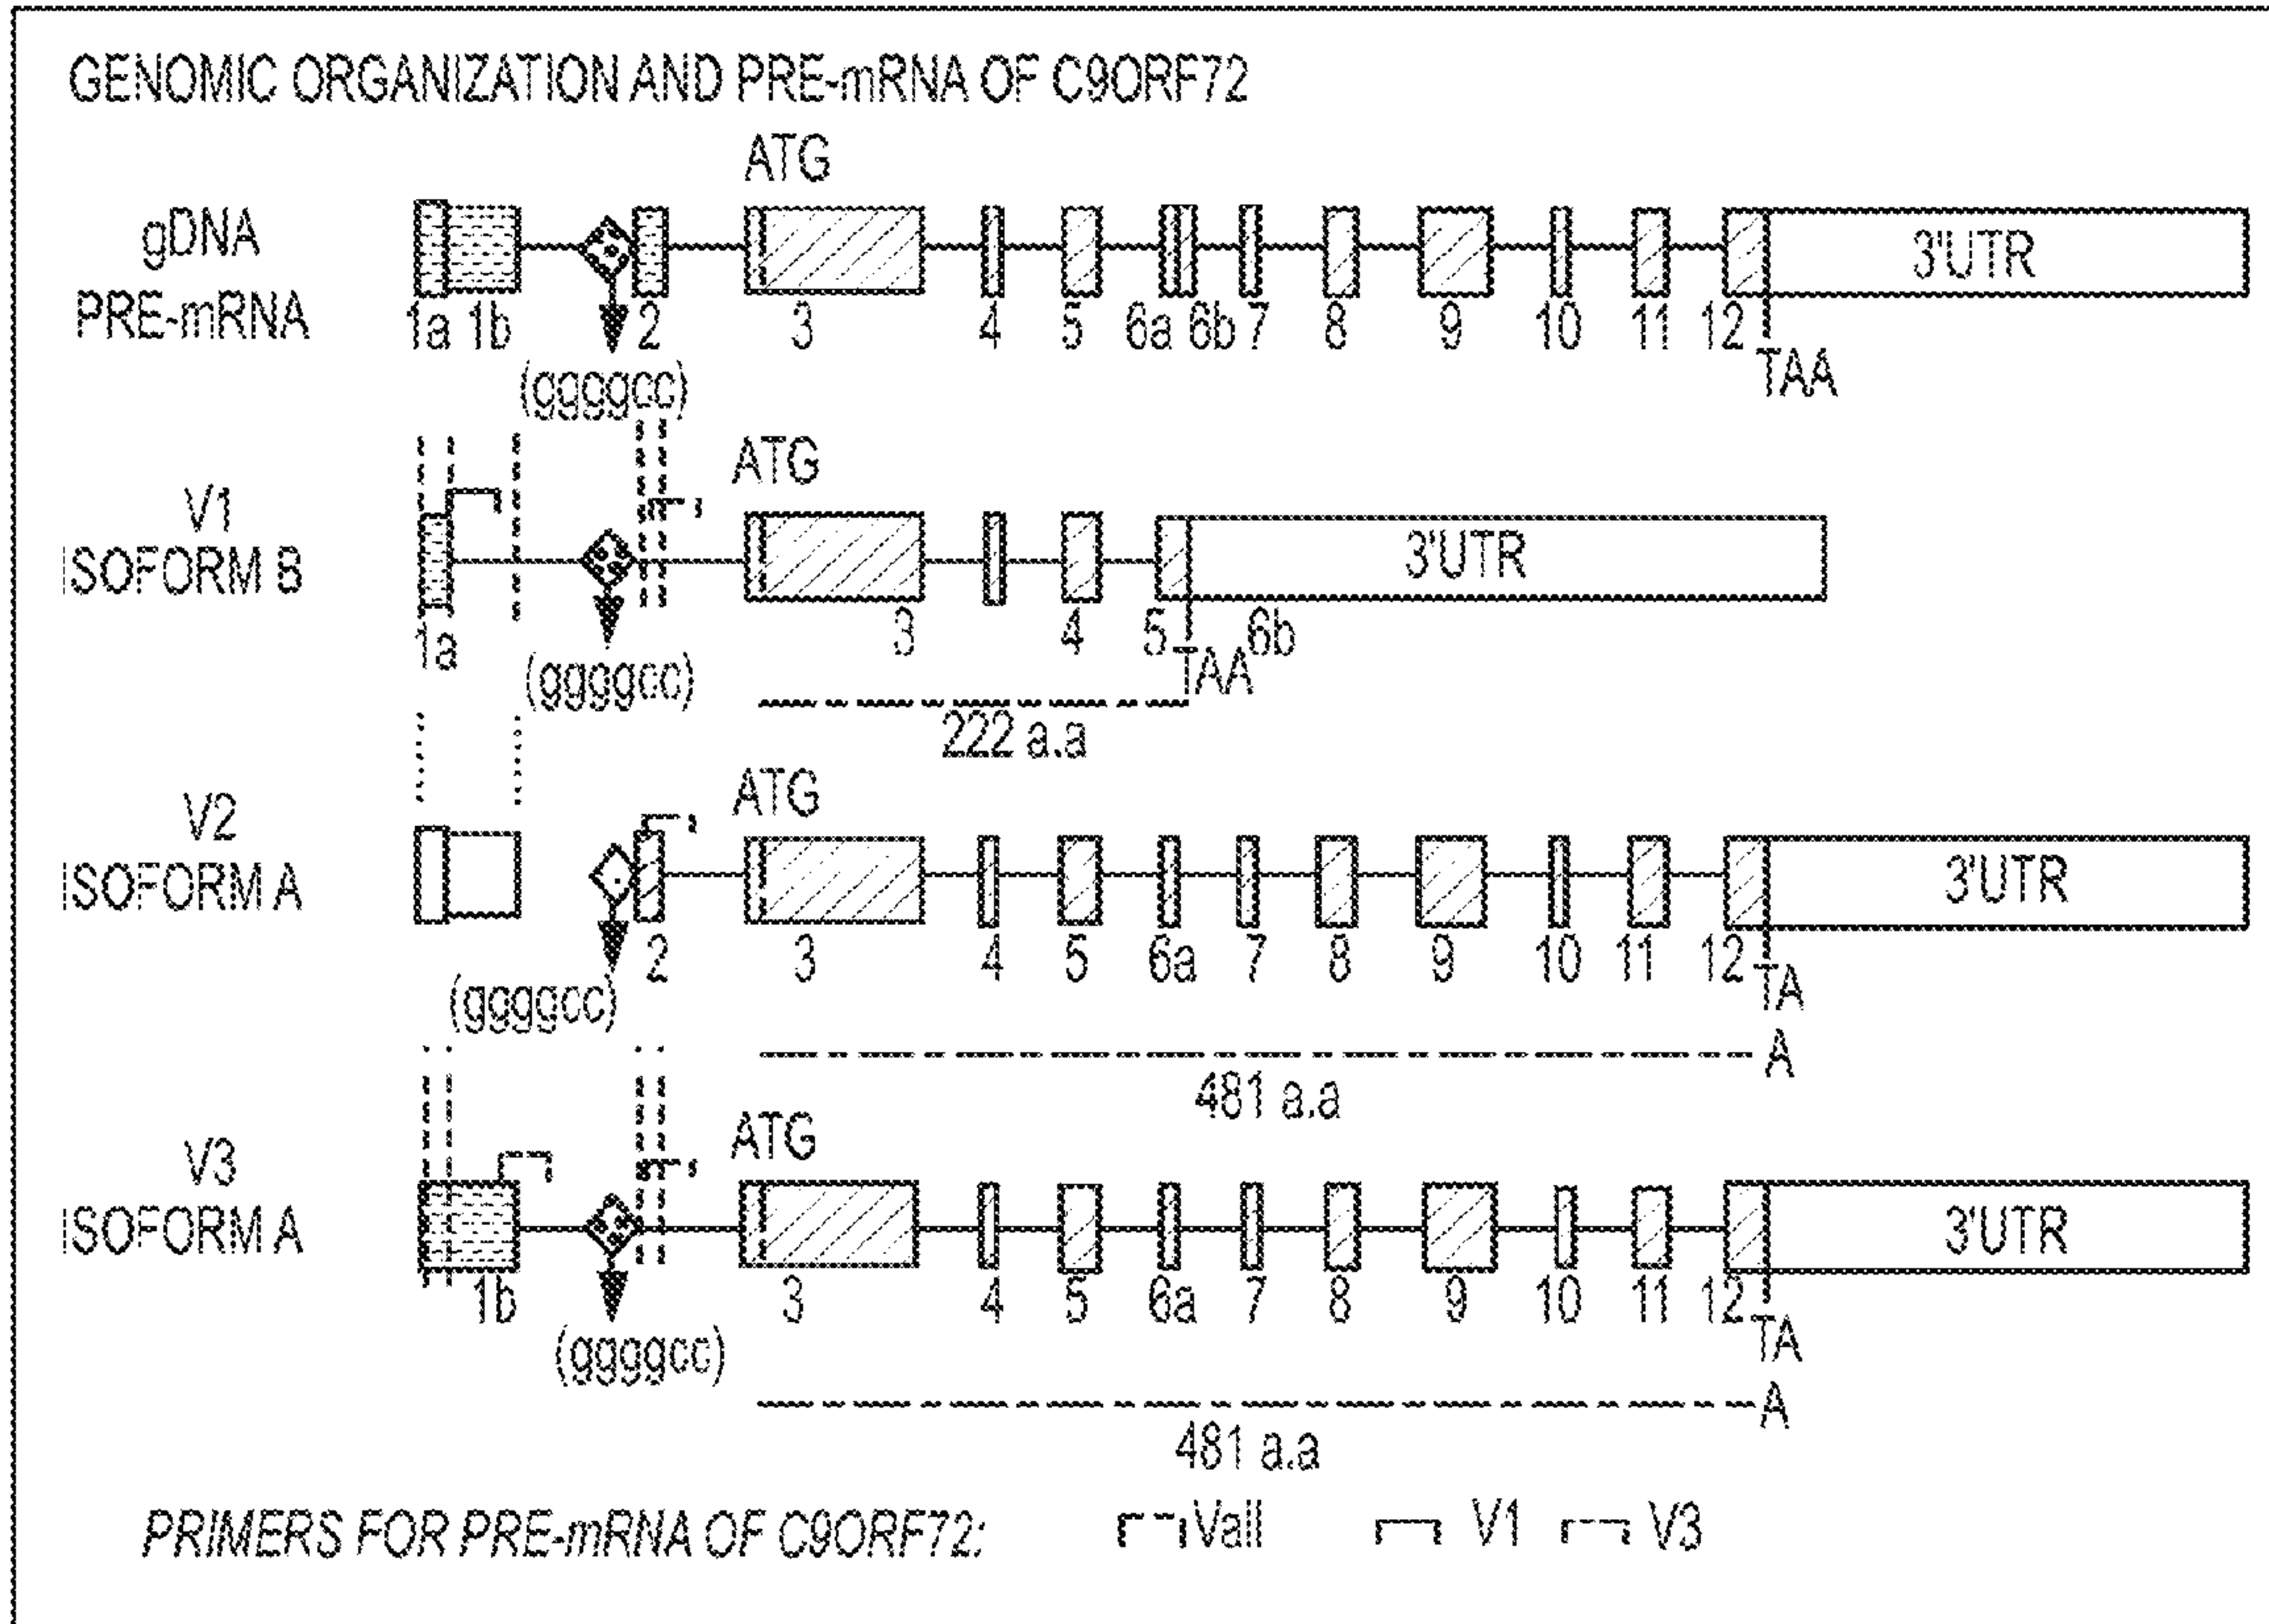 GENOMIC ORGANIZATION AND PRE-mRNA OF C9ORF72
ATG
gDNA
PRE-mRNA
3'UTR
1a 1b 2 3 4 5 6a 6b 7 8 9 10 11 12
TAA
(ggggcc)
V1
ISOFORM B
ATG
3'UTR
1a 3 4 5 6b
TAA
(ggggcc)
222 a.a
V2
ISOFORM A
ATG
3'UTR
2 3 4 5 6a 7 8 9 10 11 12
TA
A
(ggggcc)
481 a.a
V3
ISOFORM A
ATG
3'UTR
1b 3 4 5 6a 7 8 9 10 11 12
TA
A
(ggggcc)
481 a.a
PRIMERS FOR PRE-mRNA OF C9ORF72: Vall V1 V3